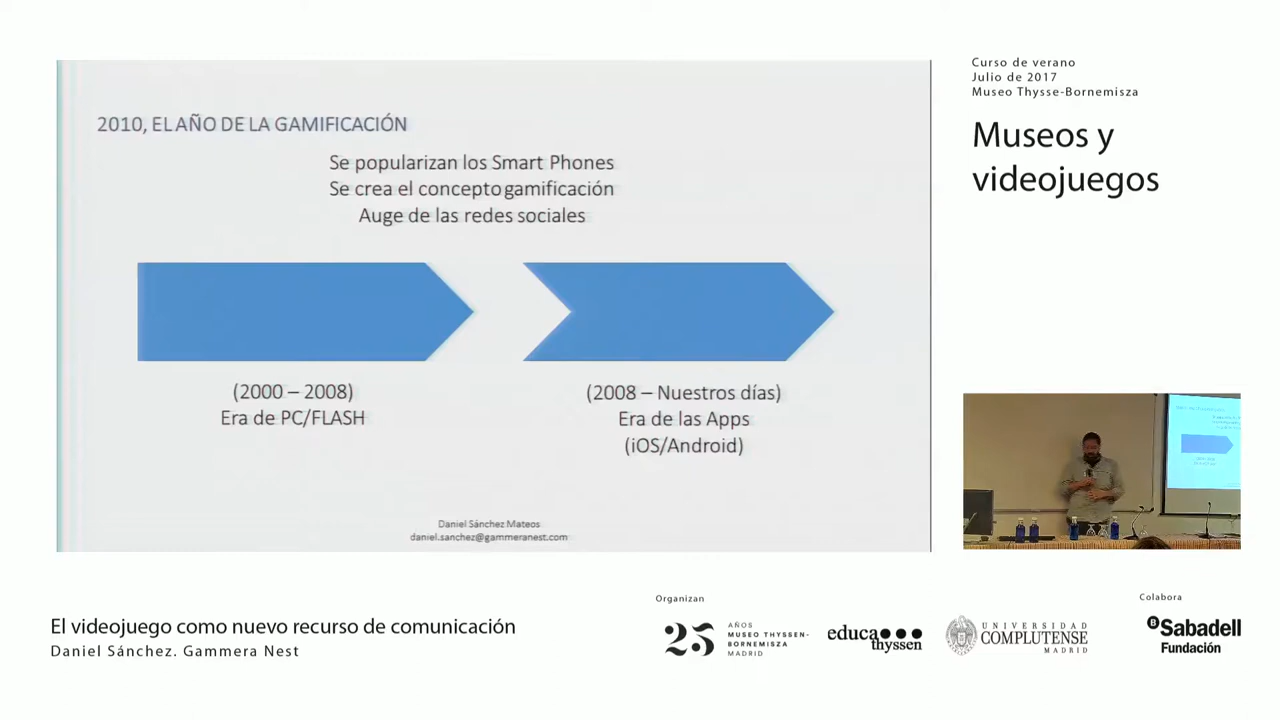 Curso de verano
Julio de 2017
Museo Thysse-Bornemisza
Museos y
videojuegos
2010, EL AÑO DE LA GAMIFICACIÓN
Se popularizan los Smart Phones
Se crea el concepto gamificación
Auge de las redes sociales
(2000 – 2008)
Era de PC/FLASH
(2008 – Nuestros días)
Era de las Apps
(iOS/Android)
Daniel Sánchez Mateos
daniel.sanchez@gammeranest.com
El videojuego como nuevo recurso de comunicación
Daniel Sánchez. Gammera Nest
Organizan
25
AÑOS
MUSEO THYSSEN-
BORNEMISZA
MADRID
educa
thyssen
UNIVERSIDAD
COMPLUTENSE
MADRID
Colabora
B Sabadell
Fundación